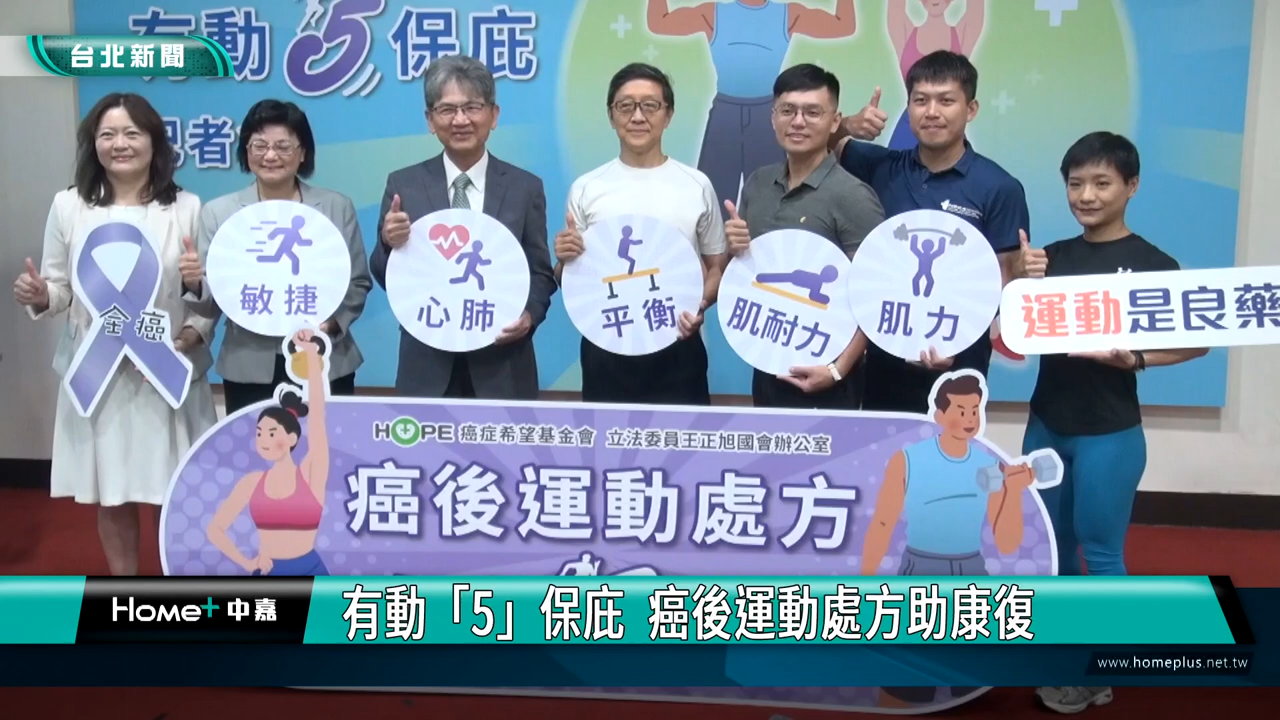 台北新聞
有動5保庇
記者
全癌
敏捷
心肺
平衡
肌耐力
肌力
運動是良藥
HOPE 癌症希望基金會 立法委員王正旭國會辦公室
癌後運動處方
Home+ 中嘉
有動「5」保庇 癌後運動處方助康復
www.homeplus.net.tw